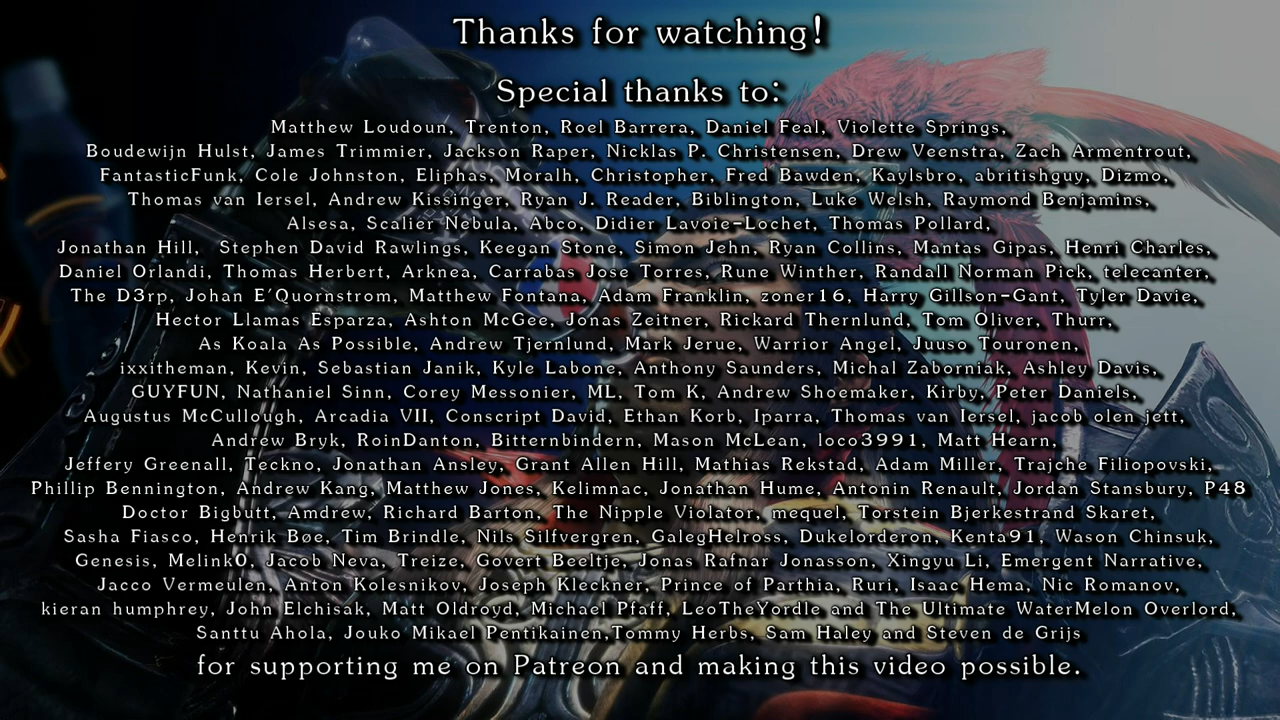 Thanks for watching!
Special thanks to:
Matthew Loudoun, Trenton, Roel Barrera, Daniel Feal, Violette Springs,
Boudewijn Hulst, James Trimmier, Jackson Raper, Nicklas P. Christensen, Drew Veenstra, Zach Armentrout,
FantasticFunk, Cole Johnston, Eliphas, Moralh, Christopher, Fred Bawden, Kaylsbro, abritishguy, Dizmo,
Thomas van Iersel, Andrew Kissinger, Ryan J. Reader, Biblington, Luke Welsh, Raymond Benjamins,
Alsesa, Scalier Nebula, Abco, Didier Lavoie-Lochet, Thomas Pollard,
Jonathan Hill, Stephen David Rawlings, Keegan Stone, Simon Jehn, Ryan Collins, Mantas Gipas, Henri Charles,
Daniel Orlandi, Thomas Herbert, Arknea, Carrabas Jose Torres, Rune Winther, Randall Norman Pick, telecanter,
The D3rp, Johan E'Quornstrom, Matthew Fontana, Adam Franklin, zoner16, Harry Gillson-Gant, Tyler Davie,
Hector Llamas Esparza, Ashton McGee, Jonas Zeitner, Rickard Thernlund, Tom Oliver, Thurr,
As Koala As Possible, Andrew Tjernlund, Mark Jerue, Warrior Angel, Juuso Touronen,
ixxitheman, Kevin, Sebastian Janik, Kyle Labone, Anthony Saunders, Michal Zaborniak, Ashley Davis,
GUYFUN, Nathaniel Sinn, Corey Messonier, ML, Tom K, Andrew Shoemaker, Kirby, Peter Daniels,
Augustus McCullough, Arcadia VII, Conscript David, Ethan Korb, Iparra, Thomas van Iersel, jacob olen jett,
Andrew Bryk, RoinDanton, Bitternbindern, Mason McLean, loco3991, Matt Hearn,
Jeffery Greenall, Teckno, Jonathan Ansley, Grant Allen Hill, Mathias Rekstad, Adam Miller, Trajche Filiopovski,
Phillip Bennington, Andrew Kang, Matthew Jones, Kelimnac, Jonathan Hume, Antonin Renault, Jordan Stansbury, P48
Doctor Bigbutt, Amdrew, Richard Barton, The Nipple Violator, mequel, Torstein Bjerkestrand Skaret,
Sasha Fiasco, Henrik Bøe, Tim Brindle, Nils Silfvergren, GalegHelross, Dukelorderon, Kenta91, Wason Chinsuk,
Genesis, Melink0, Jacob Neva, Treize, Govert Beeltje, Jonas Rafnar Jonasson, Xingyu Li, Emergent Narrative,
Jacco Vermeulen, Anton Kolesnikov, Joseph Kleckner, Prince of Parthia, Ruri, Isaac Hema, Nic Romanov,
kieran humphrey, John Elchisak, Matt Oldroyd, Michael Pfaff, LeoTheYordle and The Ultimate WaterMelon Overlord,
Santtu Ahola, Jouko Mikael Pentikainen,Tommy Herbs, Sam Haley and Steven de Grijs
for supporting me on Patreon and making this video possible.